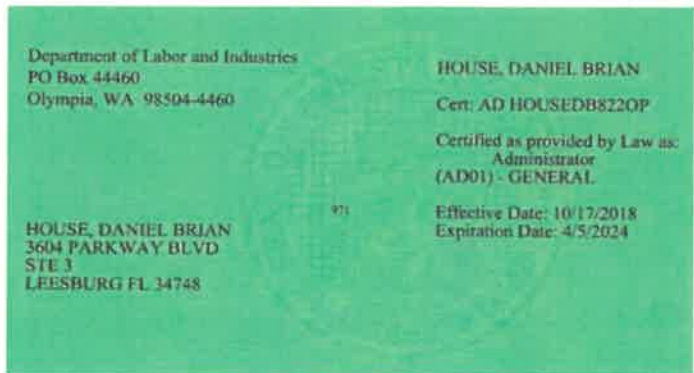 Department of Labor and Industries
PO Box 44460
Olympia, WA 98504-4460
HOUSE, DANIEL BRIAN
3604 PARKWAY BLVD
STE 3
LEESBURG FL 34748
971
HOUSE, DANIEL BRIAN
Cert: AD HOUSEDB822OP
Certified as provided by Law as:
Administrator
(AD01) - GENERAL
Effective Date: 10/17/2018
Expiration Date: 4/5/2024